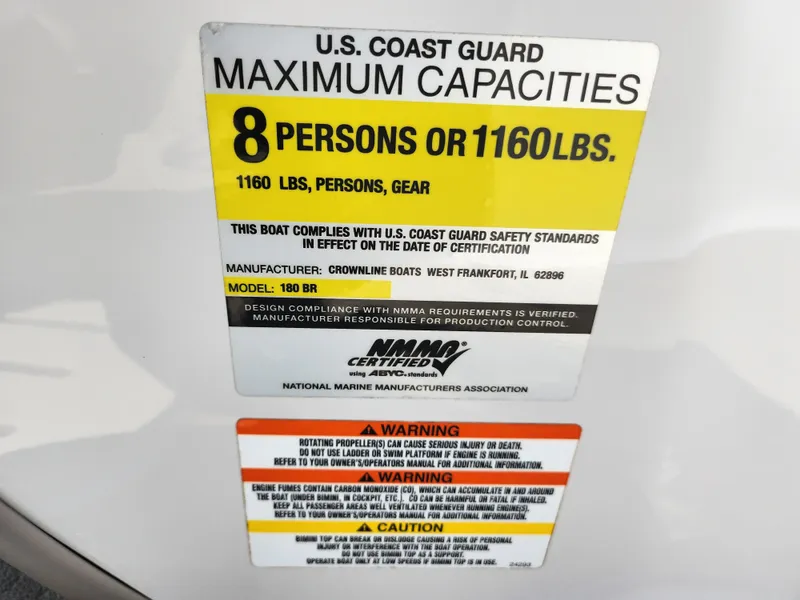 U.S. COAST GUARD
MAXIMUM CAPACITIES
8 PERSONS OR 1160 LBS.
1160 LBS, PERSONS, GEAR
THIS BOAT COMPLIES WITH U.S. COAST GUARD SAFETY STANDARDS
IN EFFECT ON THE DATE OF CERTIFICATION
MANUFACTURER: CROWNLINE BOATS WEST FRANKFORT, IL 62896
MODEL: 180 BR
DESIGN COMPLIANCE WITH NMMA REQUIREMENTS IS VERIFIED.
MANUFACTURER RESPONSIBLE FOR PRODUCTION CONTROL.
NMMA®
CERTIFIED
using ABYC standards
NATIONAL MARINE MANUFACTURERS ASSOCIATION
WARNING
ROTATING PROPELLER(S) CAN CAUSE SERIOUS INJURY OR DEATH.
DO NOT USE LADDER OR SWIM PLATFORM IF ENGINE IS RUNNING.
REFER TO YOUR OWNER'S/OPERATORS MANUAL FOR ADDITIONAL INFORMATION.
WARNING
ENGINE FUMES CONTAIN CARBON MONOXIDE (CO), WHICH CAN ACCUMULATE IN AND AROUND
THE BOAT (UNDER BIMINI, IN COCKPIT, ETC.). CO CAN BE HARMFUL OR FATAL IF INHALED.
KEEP ALL PASSENGER AREAS WELL VENTILATED WHENEVER RUNNING ENGINE(S).
REFER TO YOUR OWNER'S/OPERATORS MANUAL FOR ADDITIONAL INFORMATION.
CAUTION
BIMINI TOP CAN BREAK OR DISLODGE CAUSING A RISK OF PERSONAL
INJURY OR INTERFERENCE WITH THE BOAT OPERATION.
DO NOT USE BIMINI TOP AS A SUPPORT.
OPERATE BOAT ONLY AT LOW SPEEDS IF BIMINI TOP IS IN USE.